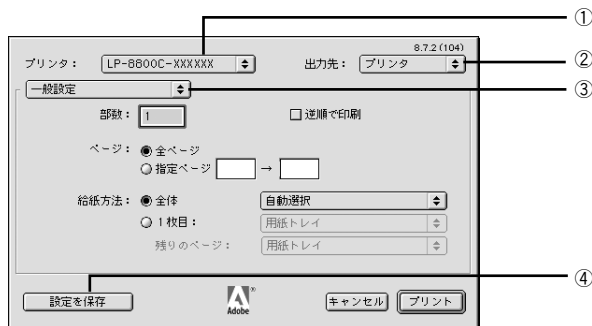 ①
8.7.2 (104)
プリンタ： LP-8800C-XXXXXX 出力先： プリンタ ②
一般設定 ③
部数： 1 逆順で印刷
ページ： 全ページ
指定ページ →
給紙方法： 全体 自動選択
1 枚目： 用紙トレイ
残りのページ： 用紙トレイ
④
設定を保存 Adobe ® キャンセル プリント